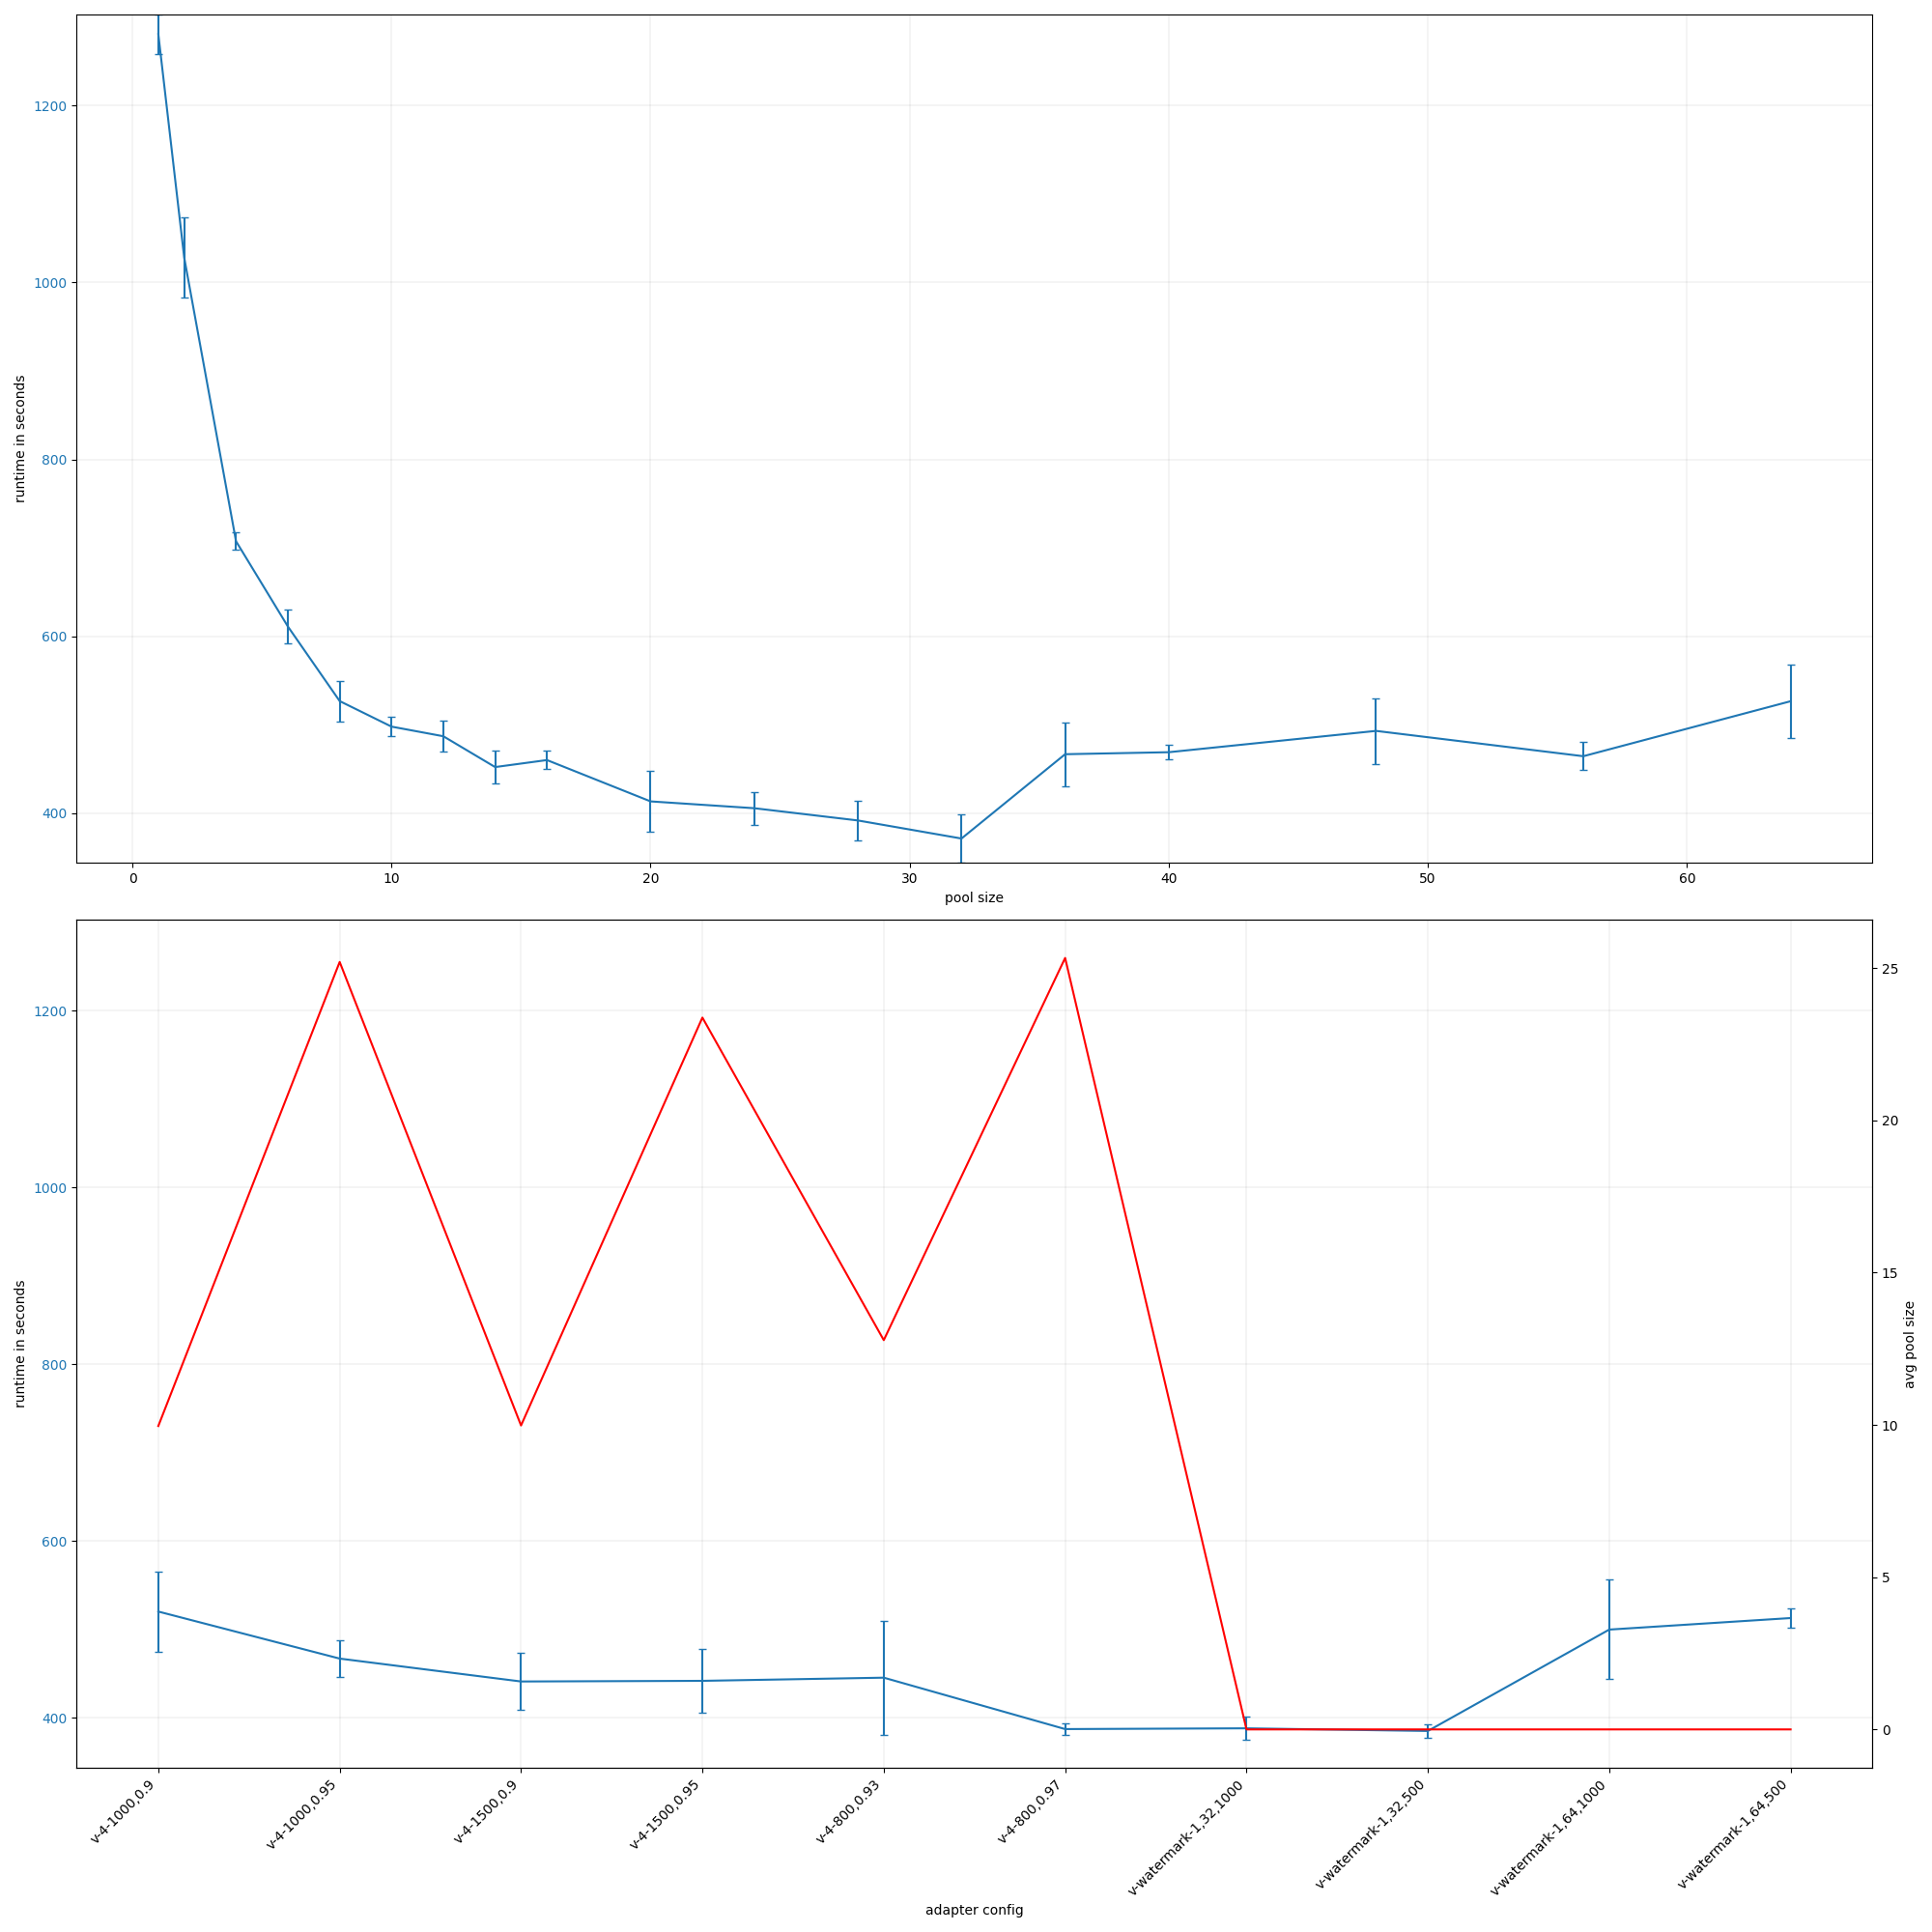 1200
1000
800
600
400
runtime in seconds
0 10 20 30 40 50 60
pool size
1200
1000
800
600
400
runtime in seconds
25
20
15
10
5
0
avg pool size
v-4-1000,0.9
v-4-1000,0.95
v-4-1500,0.9
v-4-1500,0.95
v-4-800,0.93
v-4-800,0.97
v-watermark-1,32,1000
v-watermark-1,32,500
v-watermark-1,64,1000
v-watermark-1,64,500
adapter config